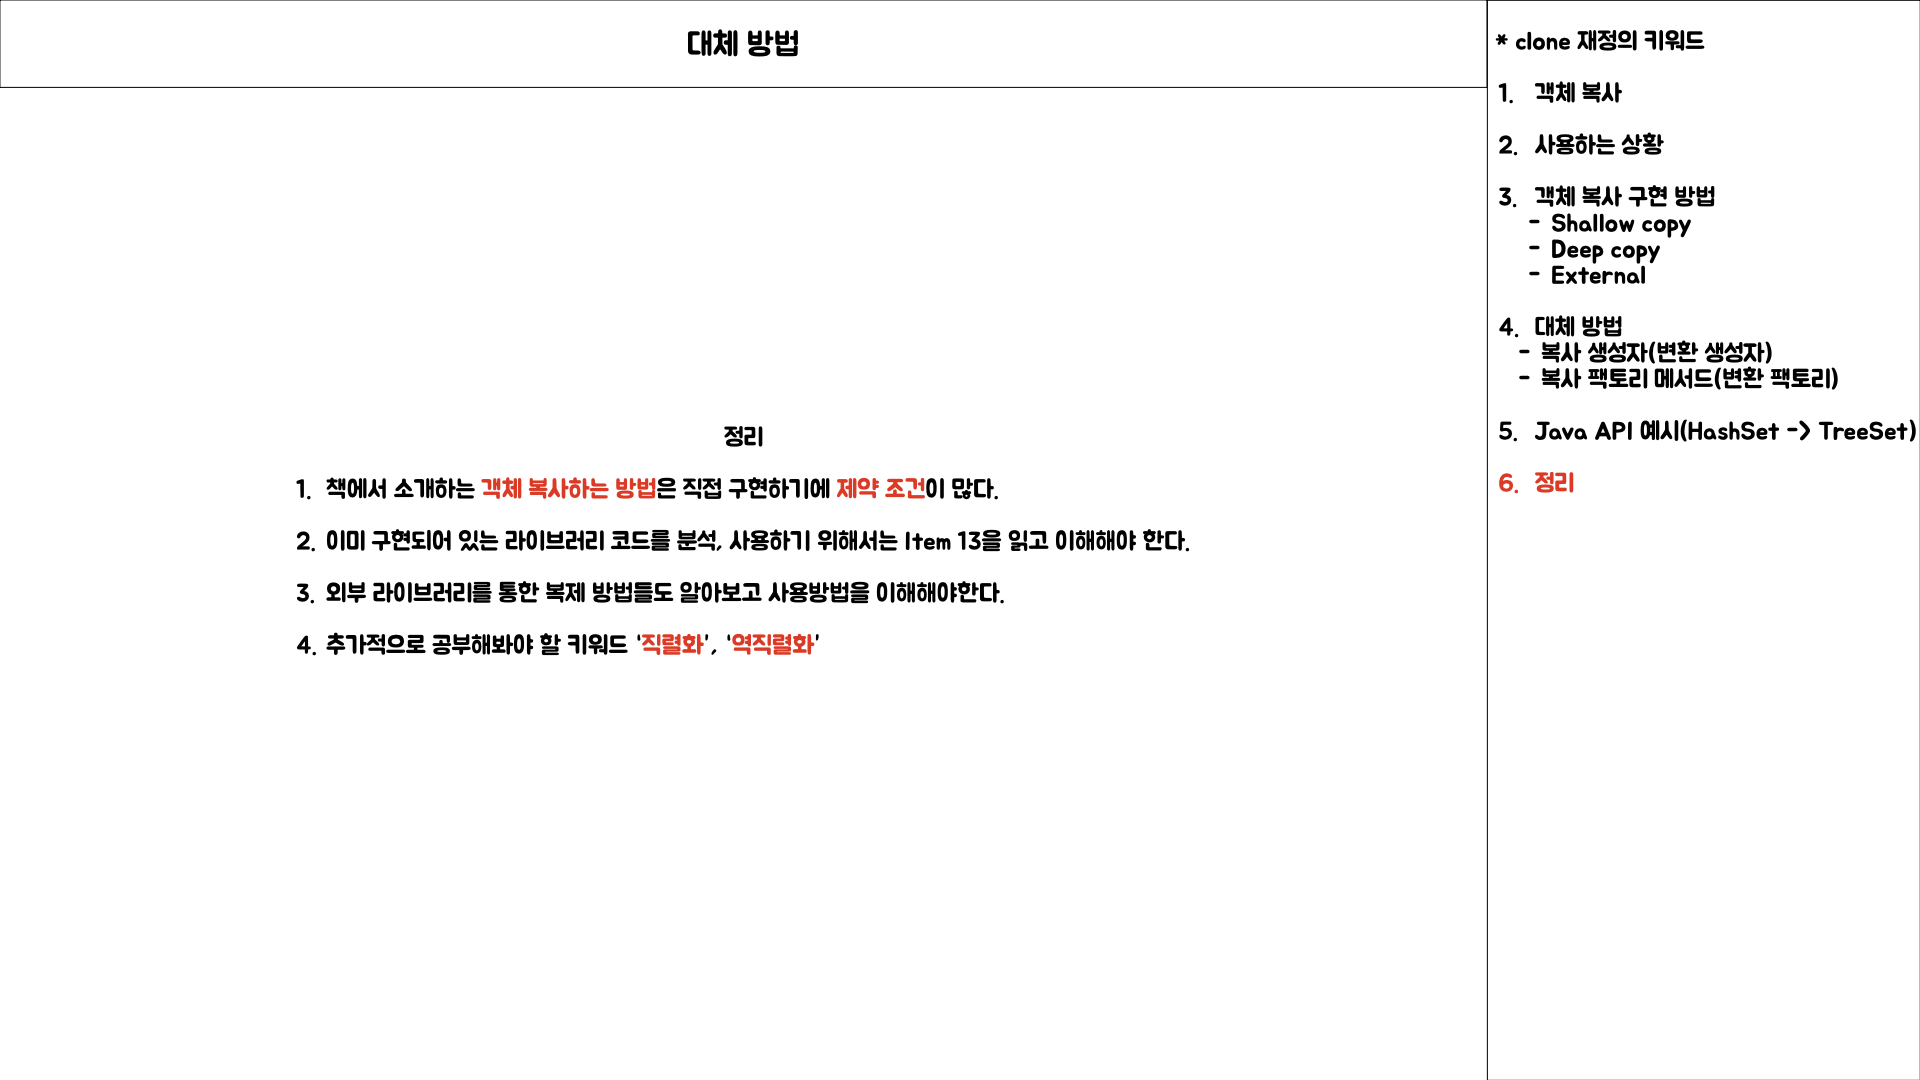 대체 방법
정리
1. 책에서 소개하는 객체 복사하는 방법은 직접 구현하기에 제약 조건이 많다.
2. 이미 구현되어 있는 라이브러리 코드를 분석, 사용하기 위해서는 Item 13을 읽고 이해해야 한다.
3. 외부 라이브러리를 통한 복제 방법들도 알아보고 사용방법을 이해해야한다.
4. 추가적으로 공부해봐야 할 키워드 '직렬화', '역직렬화'
* clone 재정의 키워드
1. 객체 복사
2. 사용하는 상황
3. 객체 복사 구현 방법
- Shallow copy
- Deep copy
- External
4. 대체 방법
- 복사 생성자(변환 생성자)
- 복사 팩토리 메서드(변환 팩토리)
5. Java API 예시(HashSet -> TreeSet)
6. 정리